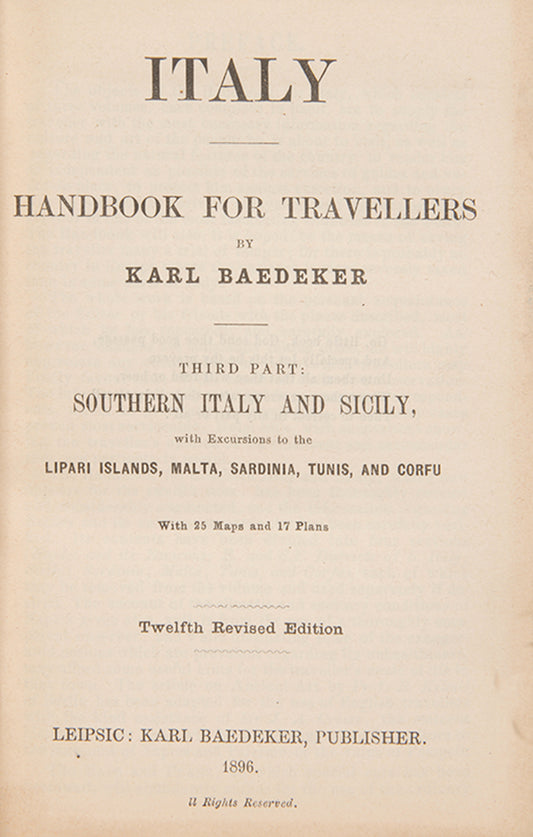 ITALY
HANDBOOK FOR TRAVELLERS
BY
KARL BAEDEKER
THIRD PART:
SOUTHERN ITALY AND SICILY,
with Excursions to the
LIPARI ISLANDS, MALTA, SARDINIA, TUNIS, AND CORFU
With 25 Maps and 17 Plans
Twelfth Revised Edition
LEIPSIC: KARL BAEDEKER, PUBLISHER.
1896.
ll Rights Reserved.